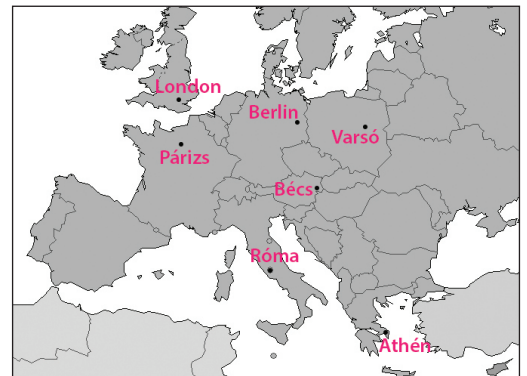 London
Berlin
Varsó
Párizs
Bécs
Róma
Athén